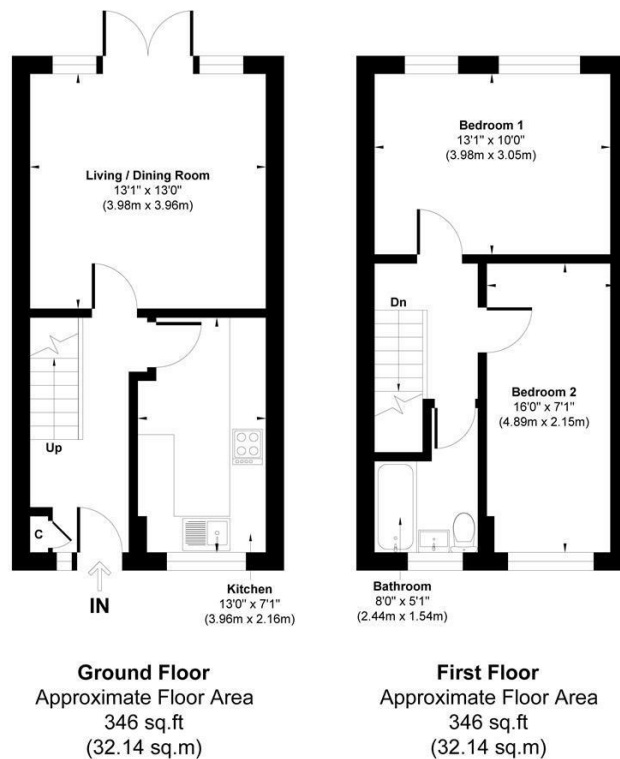 Living / Dining Room
13'1" x 13'0"
(3.98m x 3.96m)
Up
C
IN
Kitchen
13'0" x 7'1"
(3.96m x 2.16m)
Ground Floor
Approximate Floor Area
346 sq.ft
(32.14 sq.m)
Bedroom 1
13'1" x 10'0"
(3.98m x 3.05m)
Dn
Bedroom 2
16'0" x 7'1"
(4.89m x 2.15m)
Bathroom
8'0" x 5'1"
(2.44m x 1.54m)
First Floor
Approximate Floor Area
346 sq.ft
(32.14 sq.m)